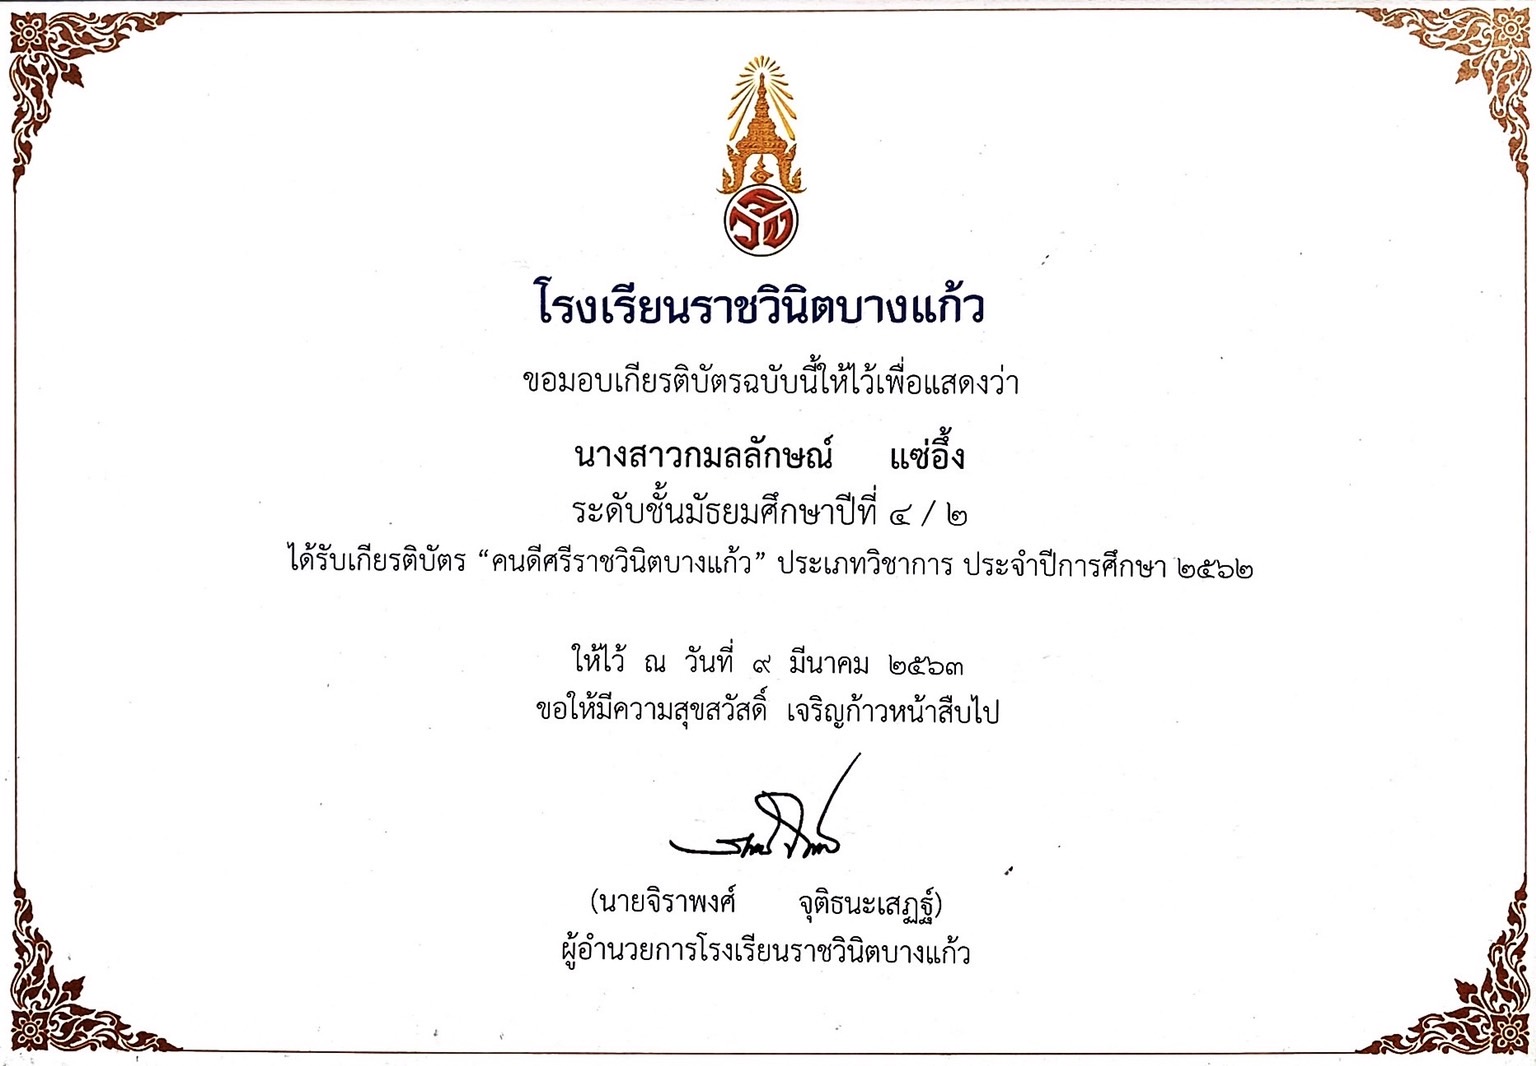 โรงเรียนราชวินิตบางแก้ว
ขอมอบเกียรติบัตรฉบับนี้ให้ไว้เพื่อแสดงว่า
นางสาวกมลลักษณ์ แซ่อึ้ง
ระดับชั้นมัธยมศึกษาปีที่ ๔ / ๒
ได้รับเกียรติบัตร “คนดีศรีราชวินิตบางแก้ว” ประเภทวิชาการ ประจำปีการศึกษา ๒๕๖๒
ให้ไว้ ณ วันที่ ๙ มีนาคม ๒๕๖๓
ขอให้มีความสุขสวัสดิ์ เจริญก้าวหน้าสืบไป
(นายจิราพงศ์ จุติธนะเสฏฐ์)
ผู้อำนวยการโรงเรียนราชวินิตบางแก้ว